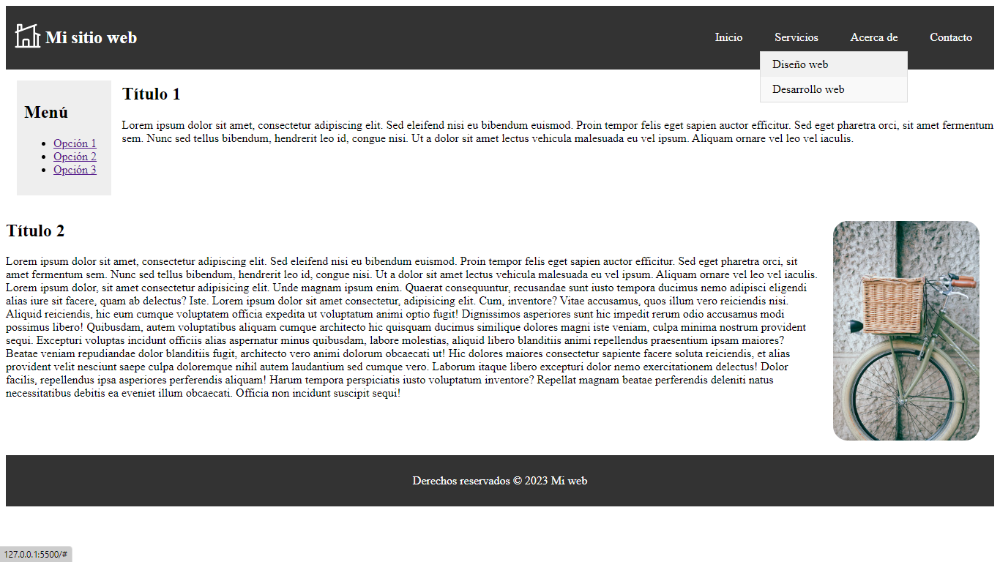 Mi sitio web
Inicio Servicios Acerca de Contacto
Diseño web
Desarrollo web
Menú
Opción 1
Opción 2
Opción 3
Título 1
Lorem ipsum dolor sit amet, consectetur adipiscing elit. Sed eleifend nisi eu bibendum euismod. Proin tempor felis eget sapien auctor efficitur. Sed eget pharetra orci, sit amet fermentum
sem. Nunc sed tellus bibendum, hendrerit leo id, congue nisi. Ut a dolor sit amet lectus vehicula malesuada eu vel ipsum. Aliquam ornare vel leo vel iaculis.
Título 2
Lorem ipsum dolor sit amet, consectetur adipiscing elit. Sed eleifend nisi eu bibendum euismod. Proin tempor felis eget sapien auctor efficitur. Sed eget pharetra orci, sit
amet fermentum sem. Nunc sed tellus bibendum, hendrerit leo id, congue nisi. Ut a dolor sit amet lectus vehicula malesuada eu vel ipsum. Aliquam ornare vel leo vel iaculis.
Lorem ipsum dolor, sit amet consectetur adipisicing elit. Unde magnam ipsum enim. Quaerat consequuntur, recusandae sunt iusto tempora ducimus nemo adipisci eligendi
alias iure sit facere, quam ab delectus? Iste. Lorem ipsum dolor sit amet consectetur, adipisicing elit. Cum, inventore? Vitae accusamus, quos illum vero reiciendis nisi.
Aliquid reiciendis, hic eum cumque voluptatem officia expedita ut voluptatum animi optio fugit! Dignissimos asperiores sunt hic impedit rerum odio accusamus modi
possimus libero! Quibusdam, autem voluptatibus aliquam cumque architecto hic quisquam ducimus similique dolores magni iste veniam, culpa minima nostrum provident
sequi. Excepturi voluptas incidunt officiis alias aspernatur minus quibusdam, labore molestias, aliquid libero blanditiis animi repellendus praesentium ipsam maiores?
Beatae veniam repudiandae dolor blanditiis fugit, architecto vero animi dolorum obcaecati ut! Hic dolores maiores consectetur sapiente facere soluta reiciendis, et alias
provident velit nesciunt saepe culpa doloremque nihil autem laudantium sed cumque vero. Laborum itaque libero excepturi dolor nemo exercitationem delectus! Dolor
facilis, repellendus ipsa asperiores perferendis aliquam! Harum tempora perspiciatis iusto voluptatum inventore? Repellat magnam beatae perferendis deleniti natus
necessitatibus debitis ea eveniet illum obcaecati. Officia non incidunt suscipit sequi!
Derechos reservados © 2023 Mi web
127.0.0.1:5500/#